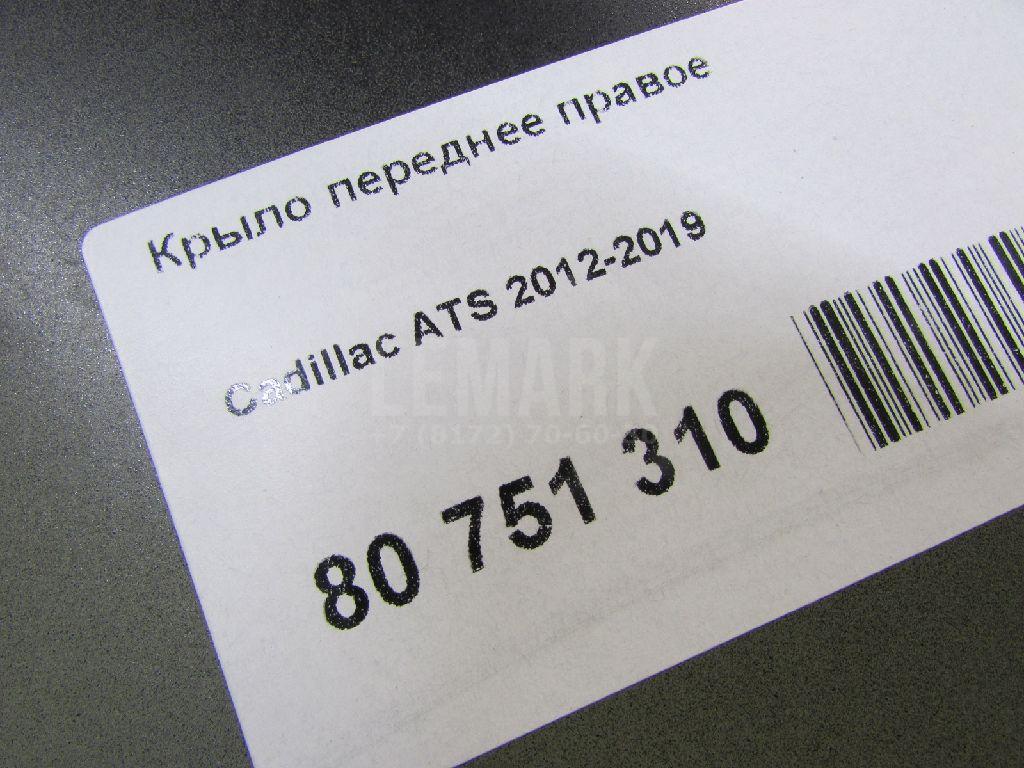 Крыло переднее правое
Cadillac ATS 2012-2019
LEMARK
80 751 310